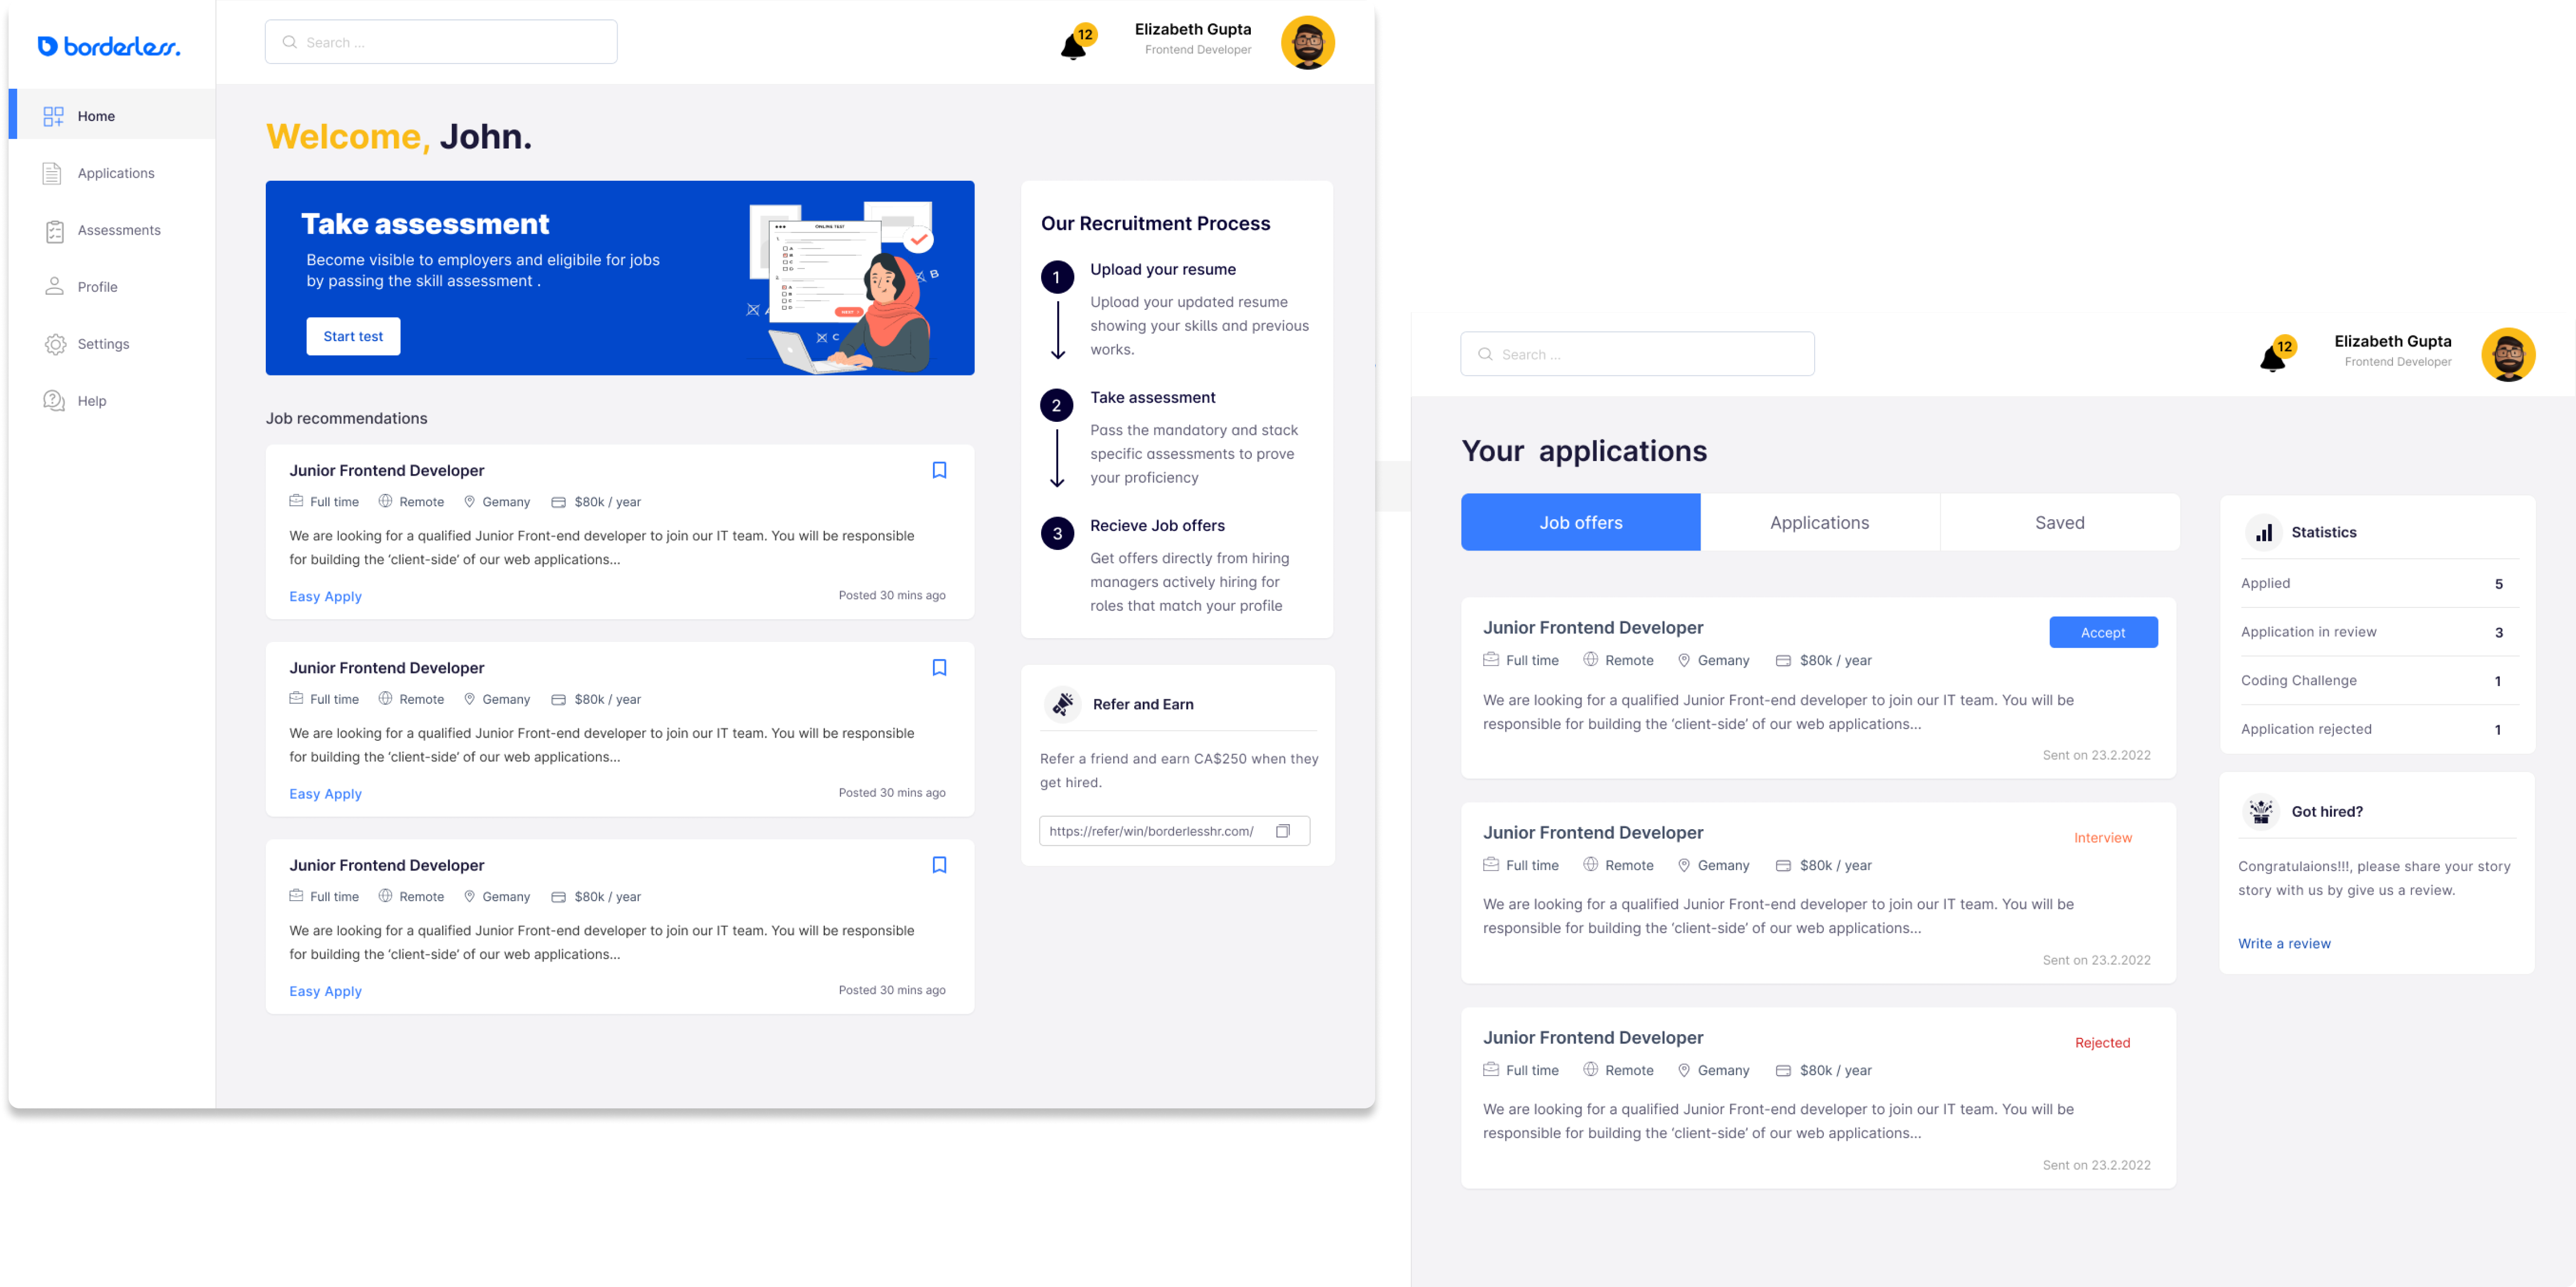 borderless.
Home
Applications
Assessments
Profile
Settings
Help
Search ...
12
Elizabeth Gupta
Frontend Developer
Welcome, John.
Take assessment
Become visible to employers and eligibile for jobs
by passing the skill assessment .
Start test
ONLINE TEST
NEXT
B
C
Job recommendations
Junior Frontend Developer
Full time Remote Gemany $80k / year
We are looking for a qualified Junior Front-end developer to join our IT team. You will be responsible
for building the ‘client-side’ of our web applications...
Easy Apply
Posted 30 mins ago
Junior Frontend Developer
Full time Remote Gemany $80k / year
We are looking for a qualified Junior Front-end developer to join our IT team. You will be responsible
for building the ‘client-side’ of our web applications...
Easy Apply
Posted 30 mins ago
Junior Frontend Developer
Full time Remote Gemany $80k / year
We are looking for a qualified Junior Front-end developer to join our IT team. You will be responsible
for building the ‘client-side’ of our web applications...
Easy Apply
Posted 30 mins ago
Our Recruitment Process
1
Upload your resume
Upload your updated resume
showing your skills and previous
works.
2
Take assessment
Pass the mandatory and stack
specific assessments to prove
your proficiency
3
Recieve Job offers
Get offers directly from hiring
managers actively hiring for
roles that match your profile
Refer and Earn
Refer a friend and earn CA$250 when they
get hired.
https://refer/win/borderlesshr.com/
Search ...
12
Elizabeth Gupta
Frontend Developer
Your applications
Job offers
Applications
Saved
Junior Frontend Developer
Accept
Full time Remote Gemany $80k / year
We are looking for a qualified Junior Front-end developer to join our IT team. You will be
responsible for building the ‘client-side’ of our web applications...
Sent on 23.2.2022
Junior Frontend Developer
Interview
Full time Remote Gemany $80k / year
We are looking for a qualified Junior Front-end developer to join our IT team. You will be
responsible for building the ‘client-side’ of our web applications...
Sent on 23.2.2022
Junior Frontend Developer
Rejected
Full time Remote Gemany $80k / year
We are looking for a qualified Junior Front-end developer to join our IT team. You will be
responsible for building the ‘client-side’ of our web applications...
Sent on 23.2.2022
Statistics
Applied 5
Application in review 3
Coding Challenge 1
Application rejected 1
Got hired?
Congratulaions!!!, please share your story
story with us by give us a review.
Write a review